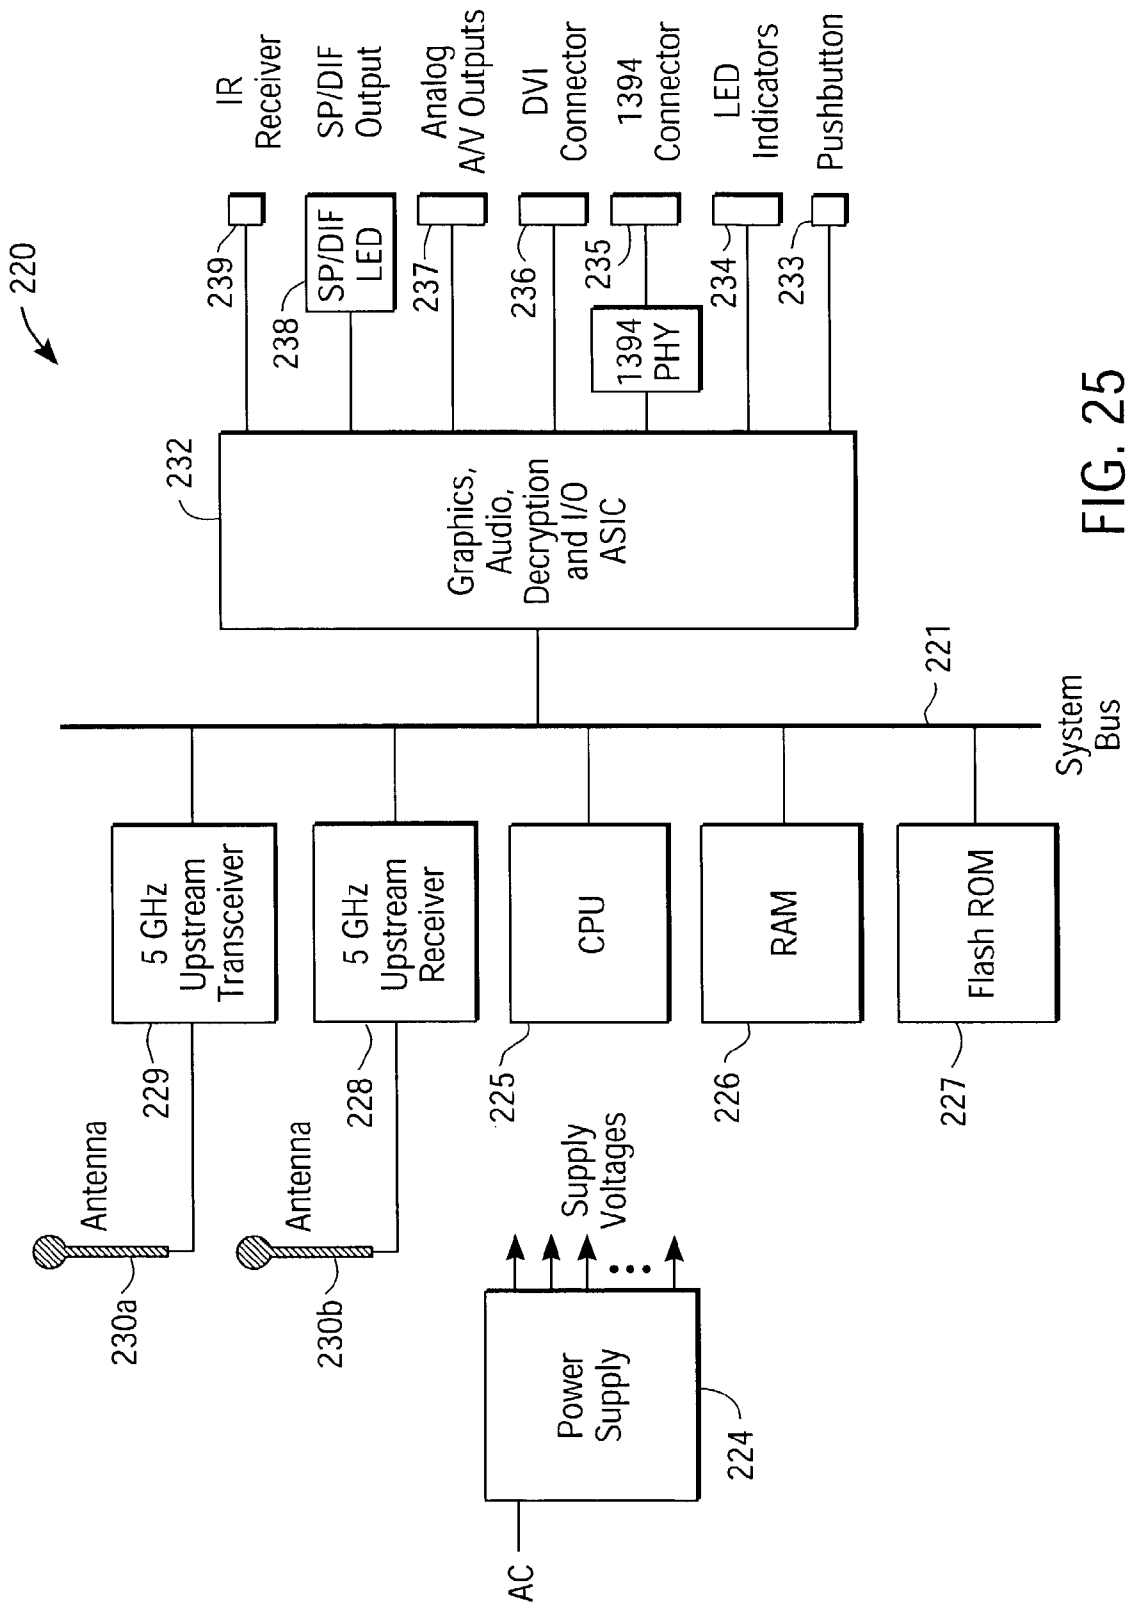 220
Antenna
230a
229
5 GHz
Upstream
Transceiver
Antenna
230b
228
5 GHz
Upstream
Receiver
AC
Power
Supply
224
Supply
Voltages
225
CPU
226
RAM
227
Flash ROM
221
System
Bus
232
Graphics,
Audio,
Decryption
and I/O
ASIC
239
IR
Receiver
238
SP/DIF
LED
SP/DIF
Output
237
Analog
A/V Outputs
236
DVI
Connector
1394
PHY
235
1394
Connector
234
LED
Indicators
233
Pushbutton
FIG. 25